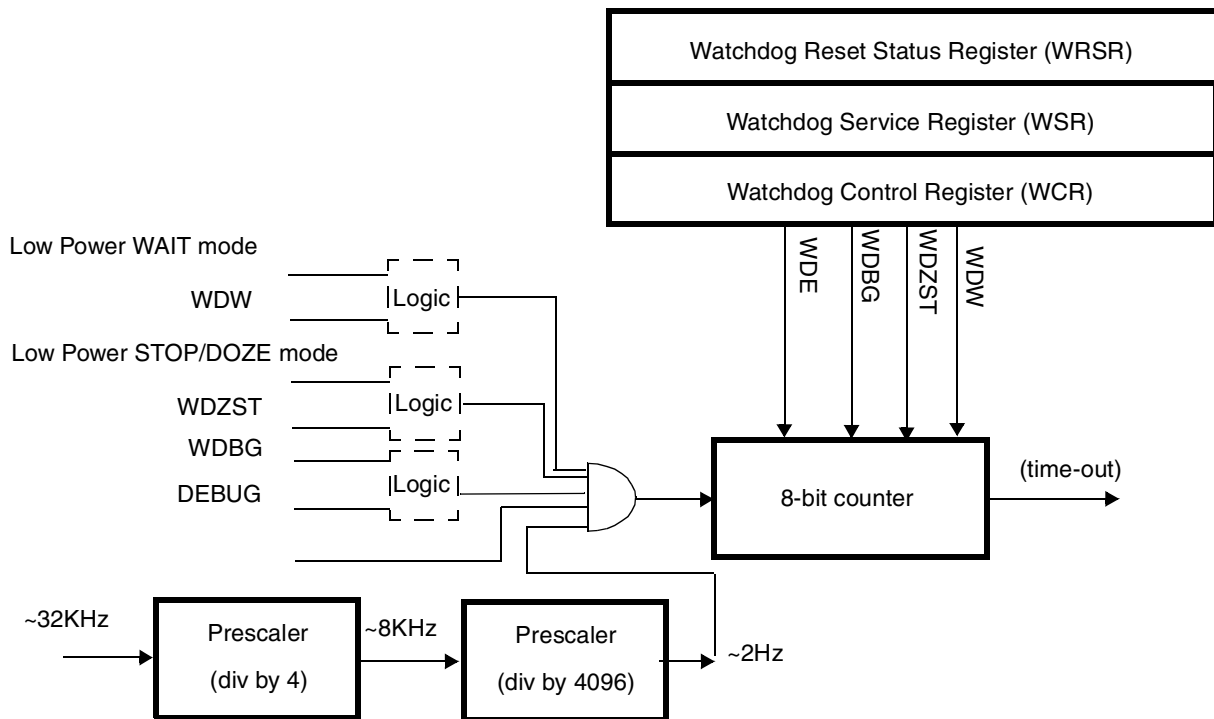 Watchdog Reset Status Register (WRSR)
Watchdog Service Register (WSR)
Watchdog Control Register (WCR)
WDE
WDBG
WDZST
WDW
Low Power WAIT mode
WDW
Logic
Low Power STOP/DOZE mode
WDZST
Logic
WDBG
DEBUG
Logic
8-bit counter
(time-out)
~32KHz
Prescaler
(div by 4)
~8KHz
Prescaler
(div by 4096)
~2Hz